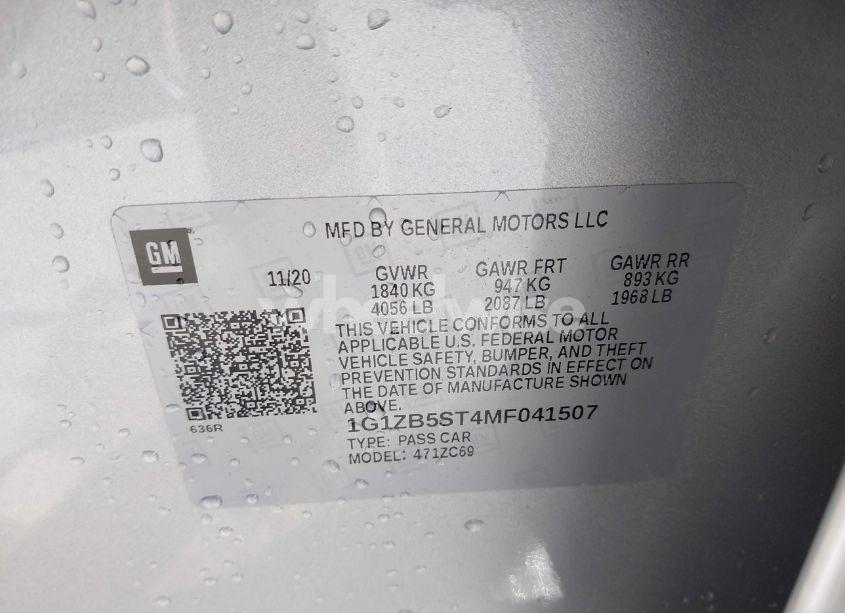 GM
MFD BY GENERAL MOTORS LLC
11/20 GVWR GAWR FRT GAWR RR
1840 KG 947 KG 893 KG
4056 LB 2087 LB 1968 LB
THIS VEHICLE CONFORMS TO ALL
APPLICABLE U.S. FEDERAL MOTOR
VEHICLE SAFETY, BUMPER, AND THEFT
PREVENTION STANDARDS IN EFFECT ON
THE DATE OF MANUFACTURE SHOWN
ABOVE.
1G1ZB5ST4MF041507
TYPE: PASS CAR
MODEL: 471ZC69
636R